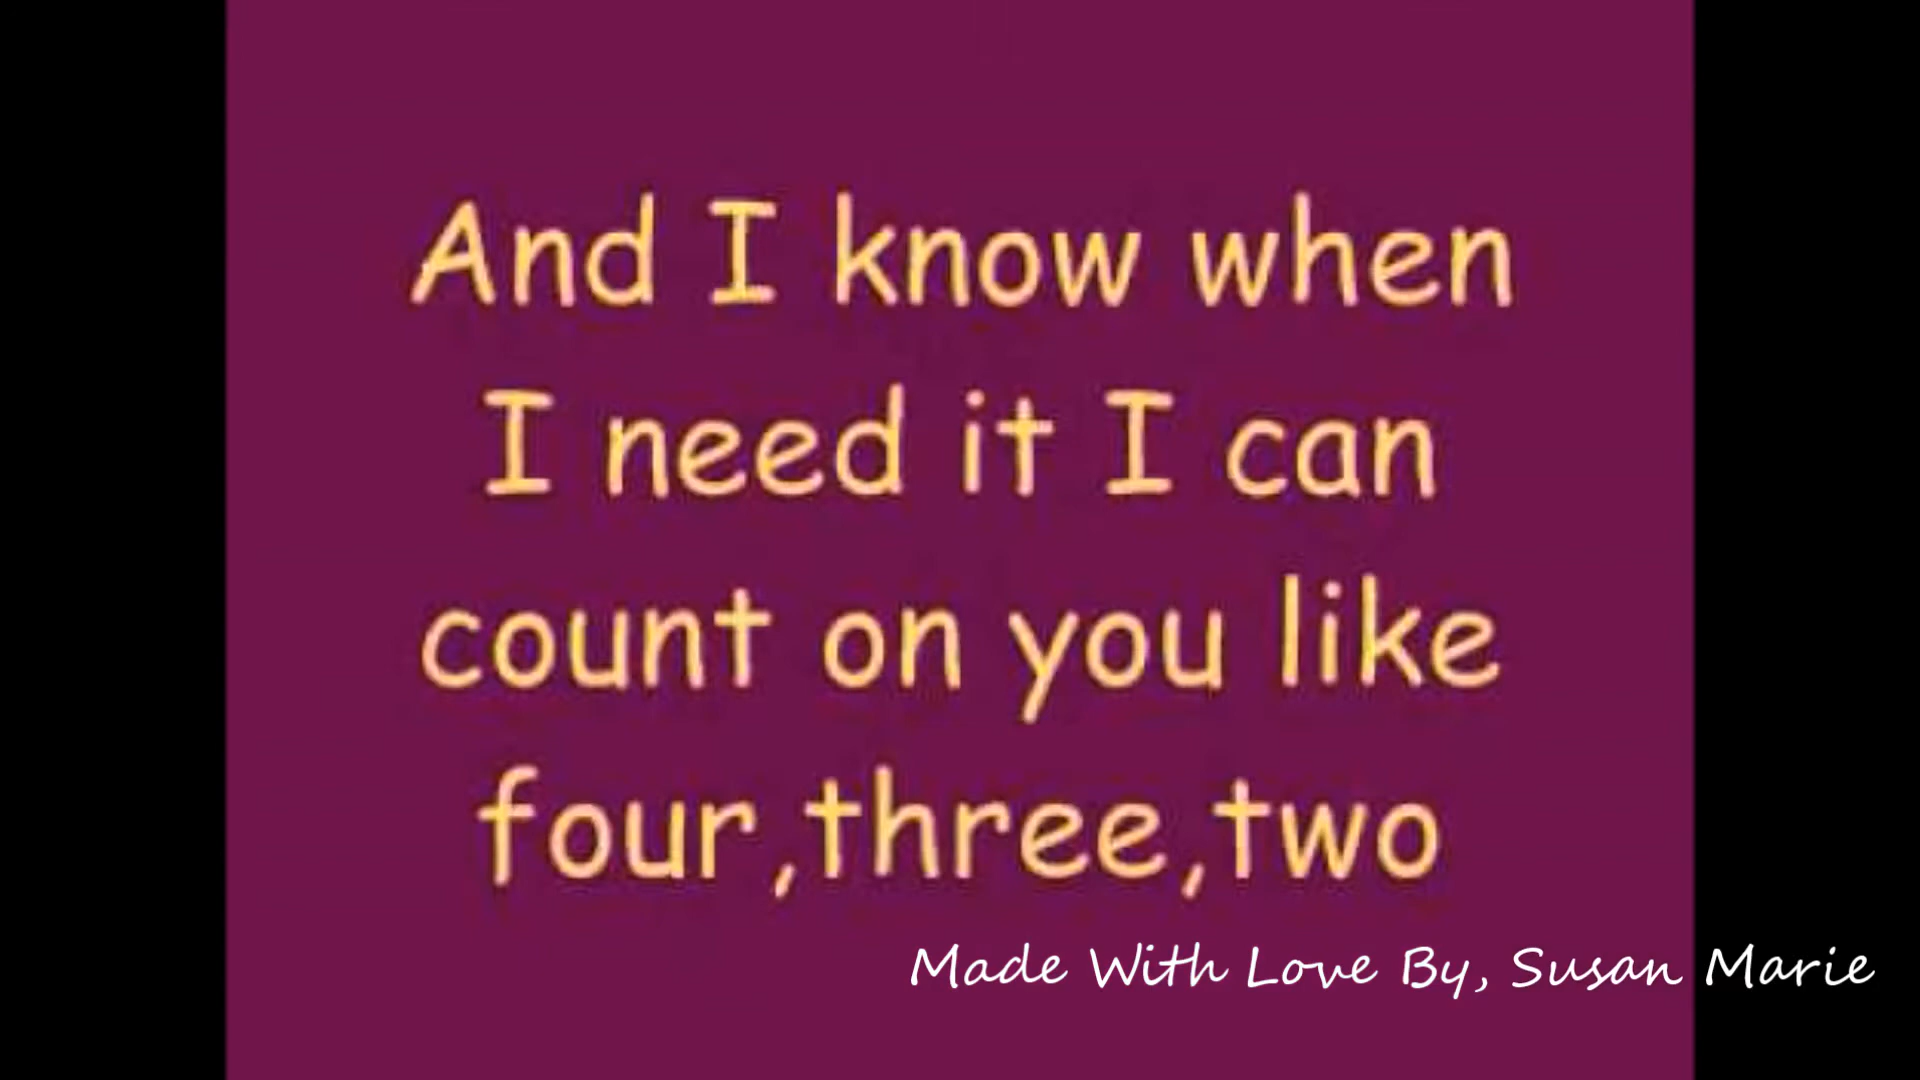 And I know when
I need it I can
count on you like
four,three,two
Made With Love By, Susan Marie